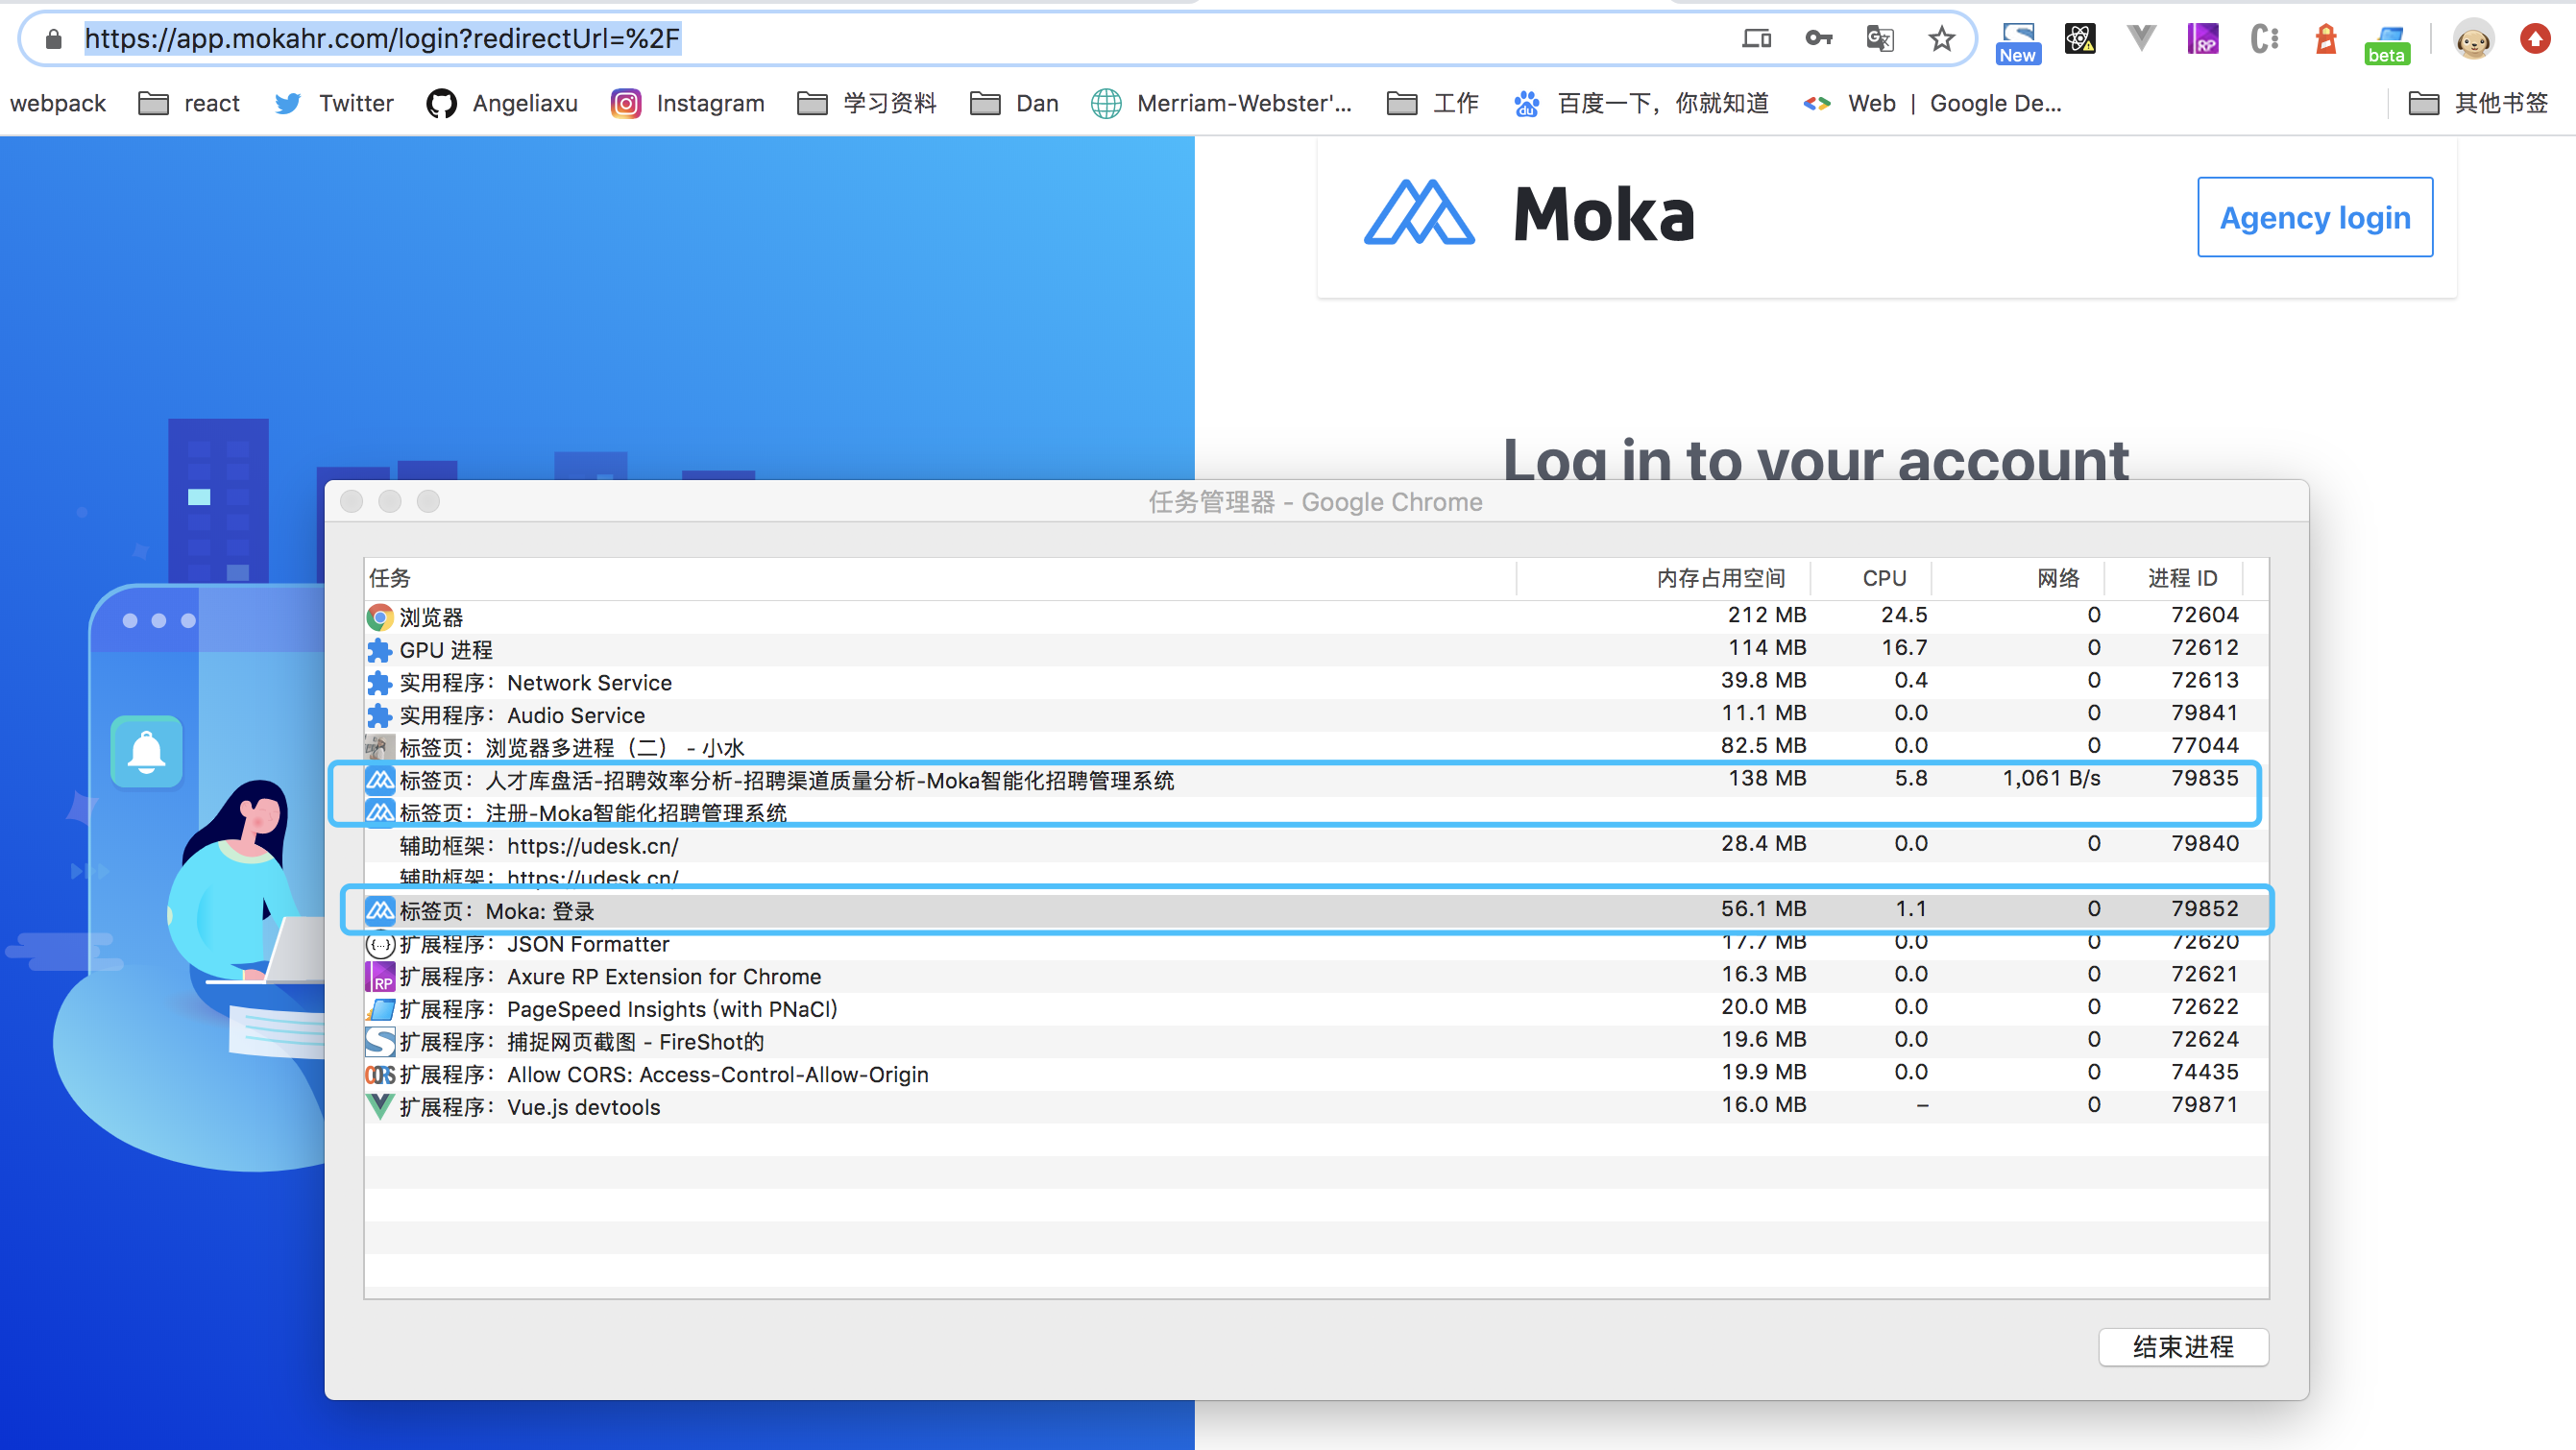 https://app.mokahr.com/login?redirectUrl=%2F
New
RP
beta
webpack react Twitter Angeliaxu Instagram 学习资料 Dan Merriam-Webster'... 工作 百度一下，你就知道 Web | Google De... 其他书签
Moka
Agency login
Log in to your account
任务管理器 - Google Chrome
任务 内存占用空间 CPU 网络 进程 ID
浏览器 212 MB 24.5 0 72604
GPU 进程 114 MB 16.7 0 72612
实用程序：Network Service 39.8 MB 0.4 0 72613
实用程序：Audio Service 11.1 MB 0.0 0 79841
标签页：浏览器多进程（二） - 小水 82.5 MB 0.0 0 77044
标签页：人才库盘活-招聘效率分析-招聘渠道质量分析-Moka智能化招聘管理系统 138 MB 5.8 1,061 B/s 79835
标签页：注册-Moka智能化招聘管理系统
辅助框架：https://udesk.cn/ 28.4 MB 0.0 0 79840
辅助框架：https://udesk.cn/
标签页：Moka: 登录 56.1 MB 1.1 0 79852
扩展程序：JSON Formatter 17.7 MB 0.0 0 72620
扩展程序：Axure RP Extension for Chrome 16.3 MB 0.0 0 72621
扩展程序：PageSpeed Insights (with PNaCl) 20.0 MB 0.0 0 72622
扩展程序：捕捉网页截图 - FireShot的 19.6 MB 0.0 0 72624
扩展程序：Allow CORS: Access-Control-Allow-Origin 19.9 MB 0.0 0 74435
扩展程序：Vue.js devtools 16.0 MB – 0 79871
结束进程